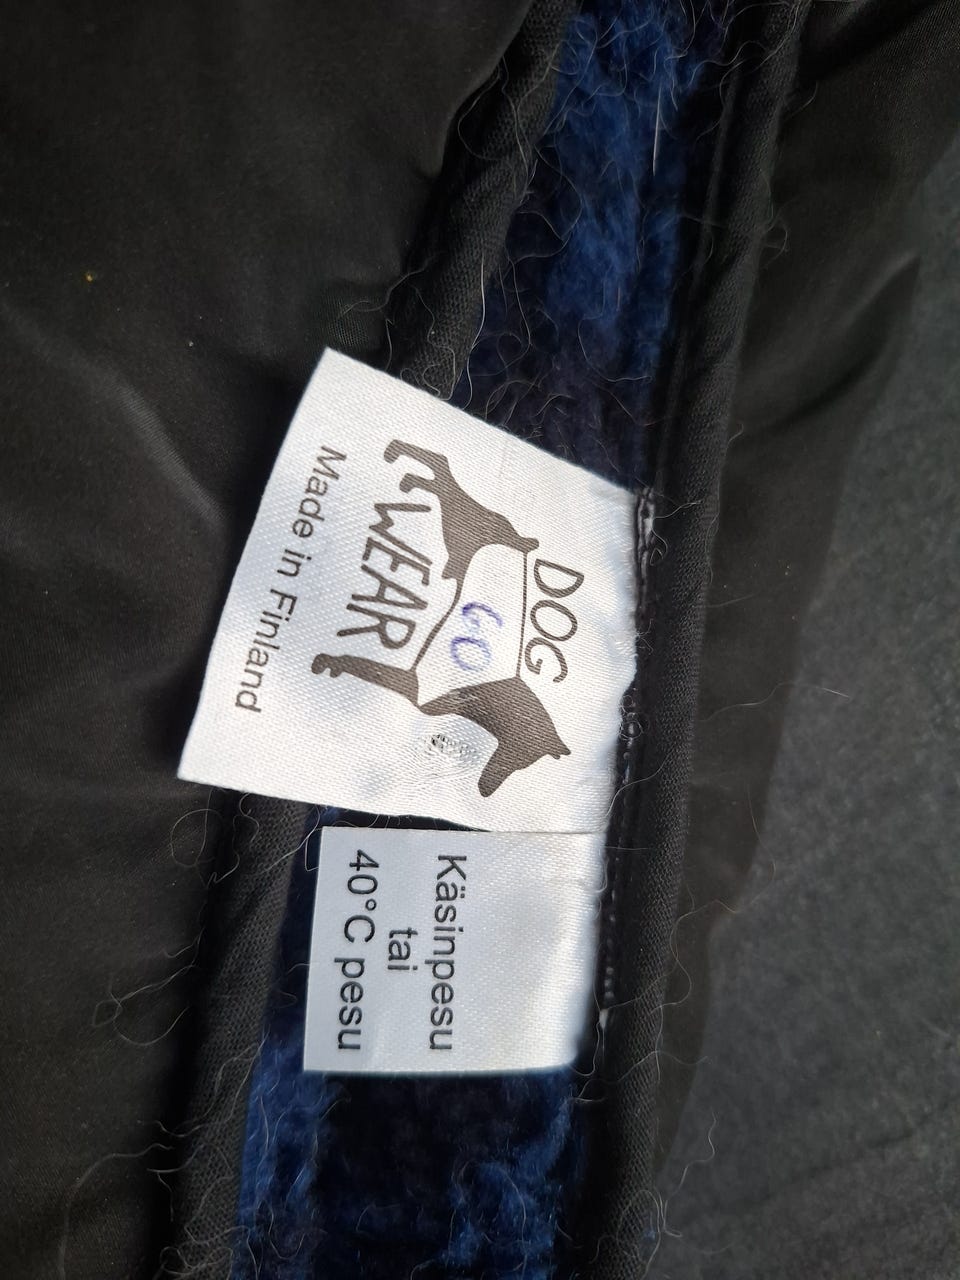 DOG
60
WEAR
Made in Finland
Käsinpesu
tai
40°C pesu